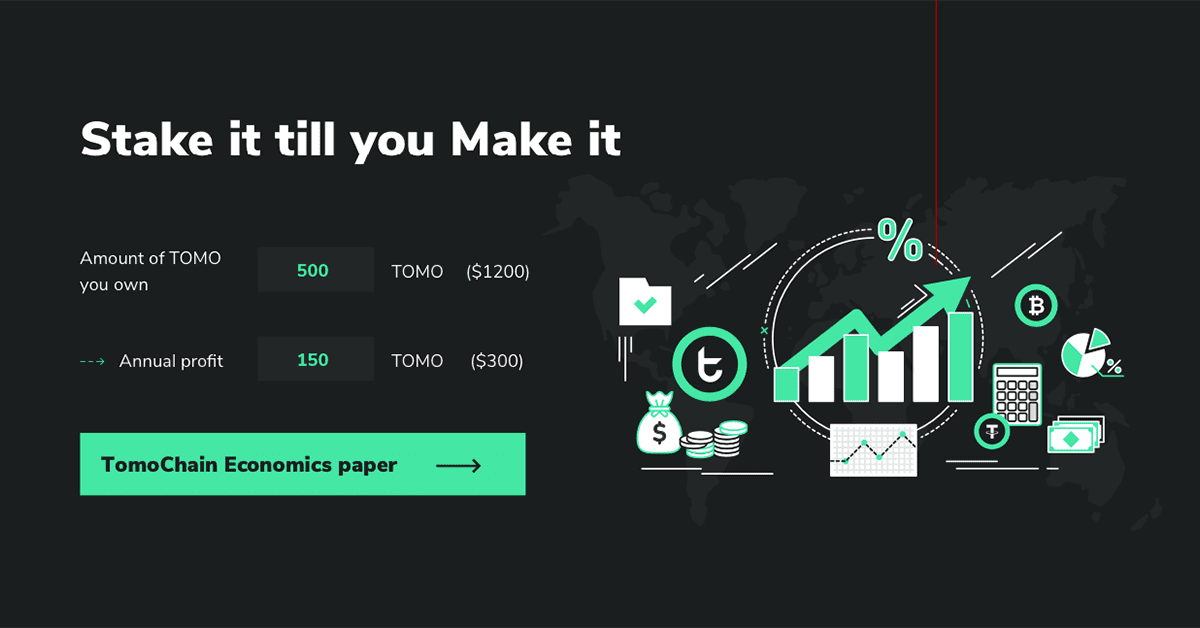 Stake it till you Make it
Amount of TOMO
you own
500
TOMO
($1200)
Annual profit
150
TOMO
($300)
TomoChain Economics paper
%
%
$